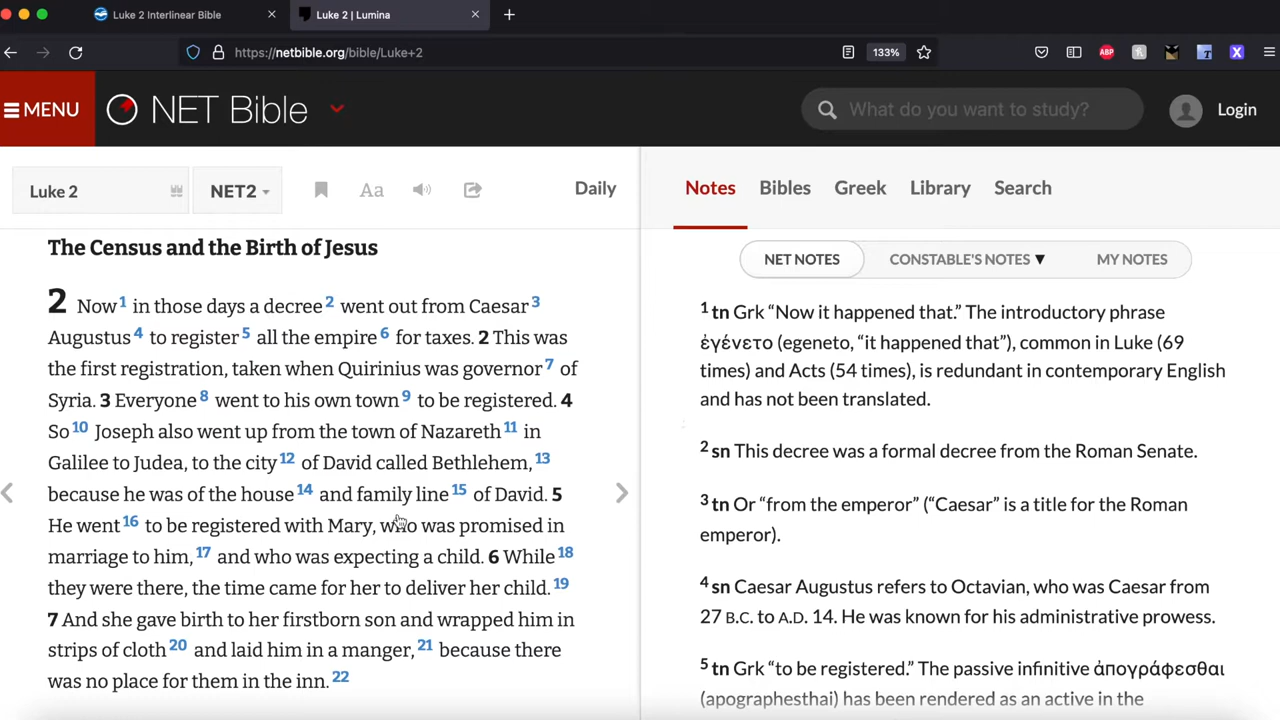 Luke 2 Interlinear Bible
Luke 2 | Lumina
https://netbible.org/bible/Luke+2
133%
ABP
T
X
MENU
NET Bible
What do you want to study?
Login
Luke 2
NET2
Aa
Daily
The Census and the Birth of Jesus
2 Now1 in those days a decree2 went out from Caesar3
Augustus4 to register5 all the empire6 for taxes. 2 This was
the first registration, taken when Quirinius was governor7 of
Syria. 3 Everyone8 went to his own town9 to be registered. 4
So10 Joseph also went up from the town of Nazareth11 in
Galilee to Judea, to the city12 of David called Bethlehem,13
because he was of the house14 and family line15 of David. 5
He went16 to be registered with Mary, who was promised in
marriage to him,17 and who was expecting a child. 6 While18
they were there, the time came for her to deliver her child.19
7 And she gave birth to her firstborn son and wrapped him in
strips of cloth20 and laid him in a manger,21 because there
was no place for them in the inn.22
Notes
Bibles
Greek
Library
Search
NET NOTES
CONSTABLE'S NOTES ▼
MY NOTES
1 tn Grk “Now it happened that.” The introductory phrase
ἐγένετο (egeneto, “it happened that”), common in Luke (69
times) and Acts (54 times), is redundant in contemporary English
and has not been translated.
2 sn This decree was a formal decree from the Roman Senate.
3 tn Or “from the emperor” (“Caesar” is a title for the Roman
emperor).
4 sn Caesar Augustus refers to Octavian, who was Caesar from
27 B.C. to A.D. 14. He was known for his administrative prowess.
5 tn Grk “to be registered.” The passive infinitive ἀπογράφεσθαι
(apographesthai) has been rendered as an active in the